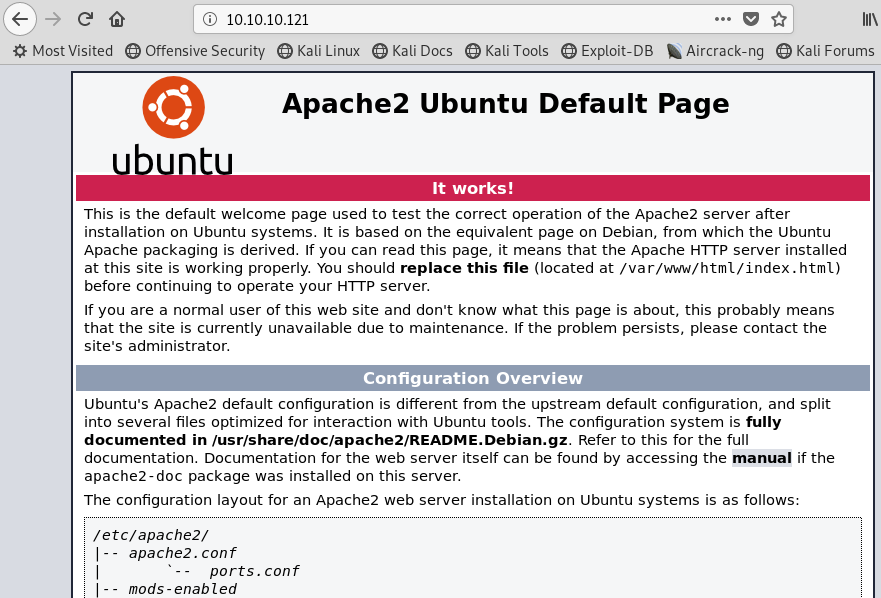 10.10.10.121
Most Visited Offensive Security Kali Linux Kali Docs Kali Tools Exploit-DB Aircrack-ng Kali Forums
ubuntu
Apache2 Ubuntu Default Page
It works!
This is the default welcome page used to test the correct operation of the Apache2 server after
installation on Ubuntu systems. It is based on the equivalent page on Debian, from which the Ubuntu
Apache packaging is derived. If you can read this page, it means that the Apache HTTP server installed
at this site is working properly. You should replace this file (located at /var/www/html/index.html)
before continuing to operate your HTTP server.
If you are a normal user of this web site and don't know what this page is about, this probably means
that the site is currently unavailable due to maintenance. If the problem persists, please contact the
site's administrator.
Configuration Overview
Ubuntu's Apache2 default configuration is different from the upstream default configuration, and split
into several files optimized for interaction with Ubuntu tools. The configuration system is fully
documented in /usr/share/doc/apache2/README.Debian.gz. Refer to this for the full
documentation. Documentation for the web server itself can be found by accessing the manual if the
apache2-doc package was installed on this server.
The configuration layout for an Apache2 web server installation on Ubuntu systems is as follows:
/etc/apache2/
|-- apache2.conf
|       `--  ports.conf
|-- mods-enabled